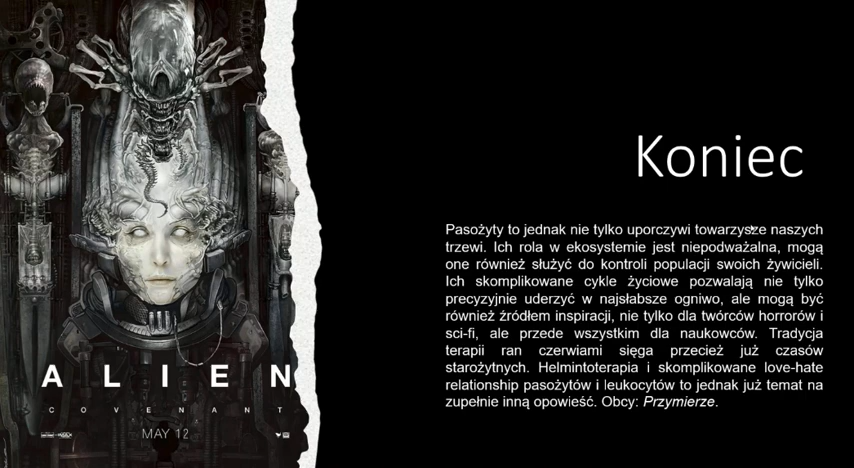 Koniec
Pasożyty to jednak nie tylko uporczywi towarzysze naszych
trzewi. Ich rola w ekosystemie jest niepodważalna, mogą
one również służyć do kontroli populacji swoich żywicieli.
Ich skomplikowane cykle życiowe pozwalają nie tylko
precyzyjnie uderzyć w najsłabsze ogniwo, ale mogą być
również źródłem inspiracji, nie tylko dla twórców horrorów i
sci-fi, ale przede wszystkim dla naukowców. Tradycja
terapii ran czerwiami sięga przecież już czasów
starożytnych. Helmintoterapia i skomplikowane love-hate
relationship pasożytów i leukocytów to jednak już temat na
zupełnie inną opowieść. Obcy: Przymierze.
ALIEN
COVENANT
MAY 12